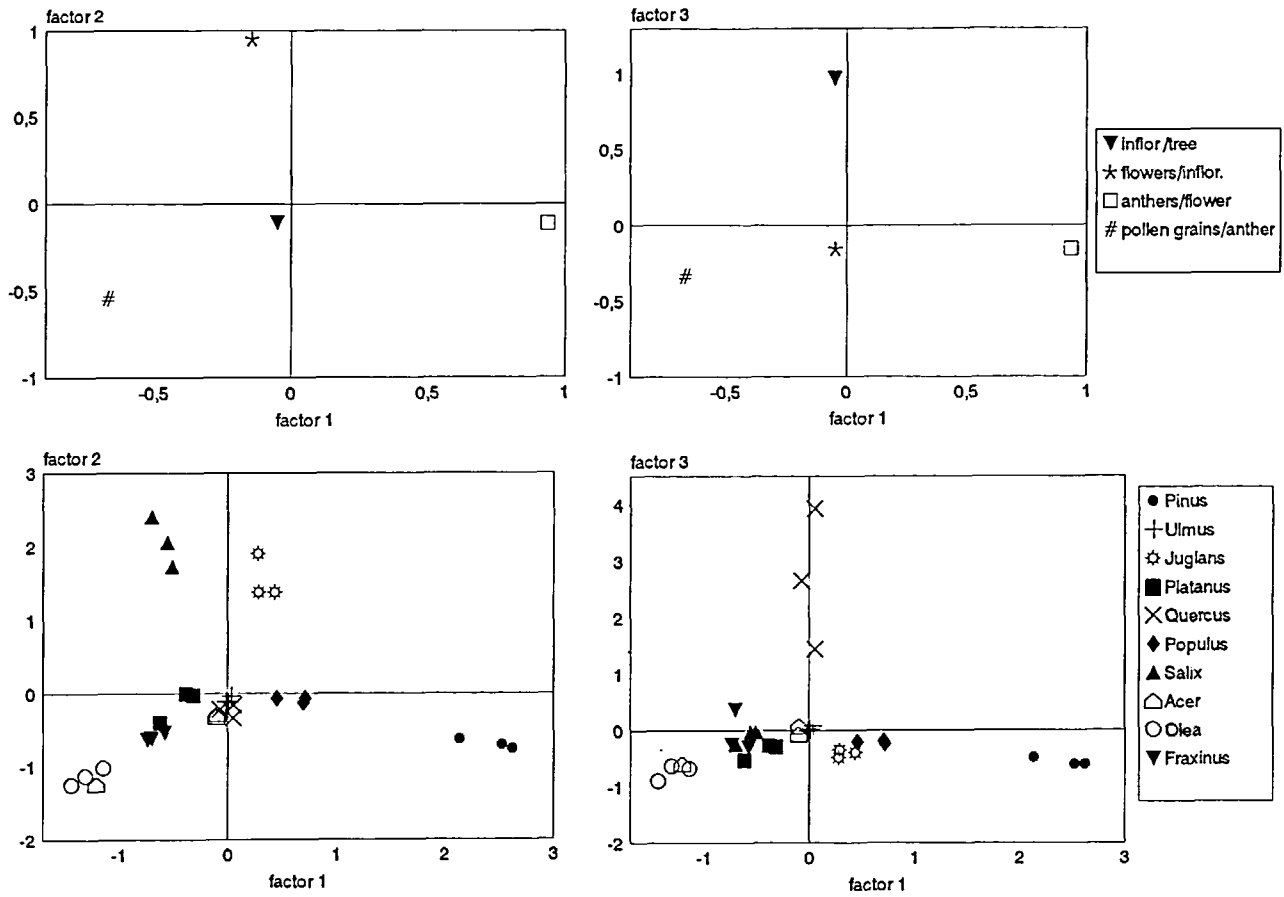 factor 2
1
0,5
0
-0,5
-1
-0,5
0
0,5
1
factor 1
factor 3
1
0,5
0
-0,5
-1
-0,5
0
0,5
1
factor 1
inflor/tree
flowers/inflor.
anthers/flower
# pollen grains/anther
#
#
factor 2
3
2
1
0
-1
-2
-1
0
1
2
3
factor 1
factor 3
4
3
2
1
0
-1
-2
-1
0
1
2
3
factor 1
Pinus
Ulmus
Juglans
Platanus
Quercus
Populus
Salix
Acer
Olea
Fraxinus